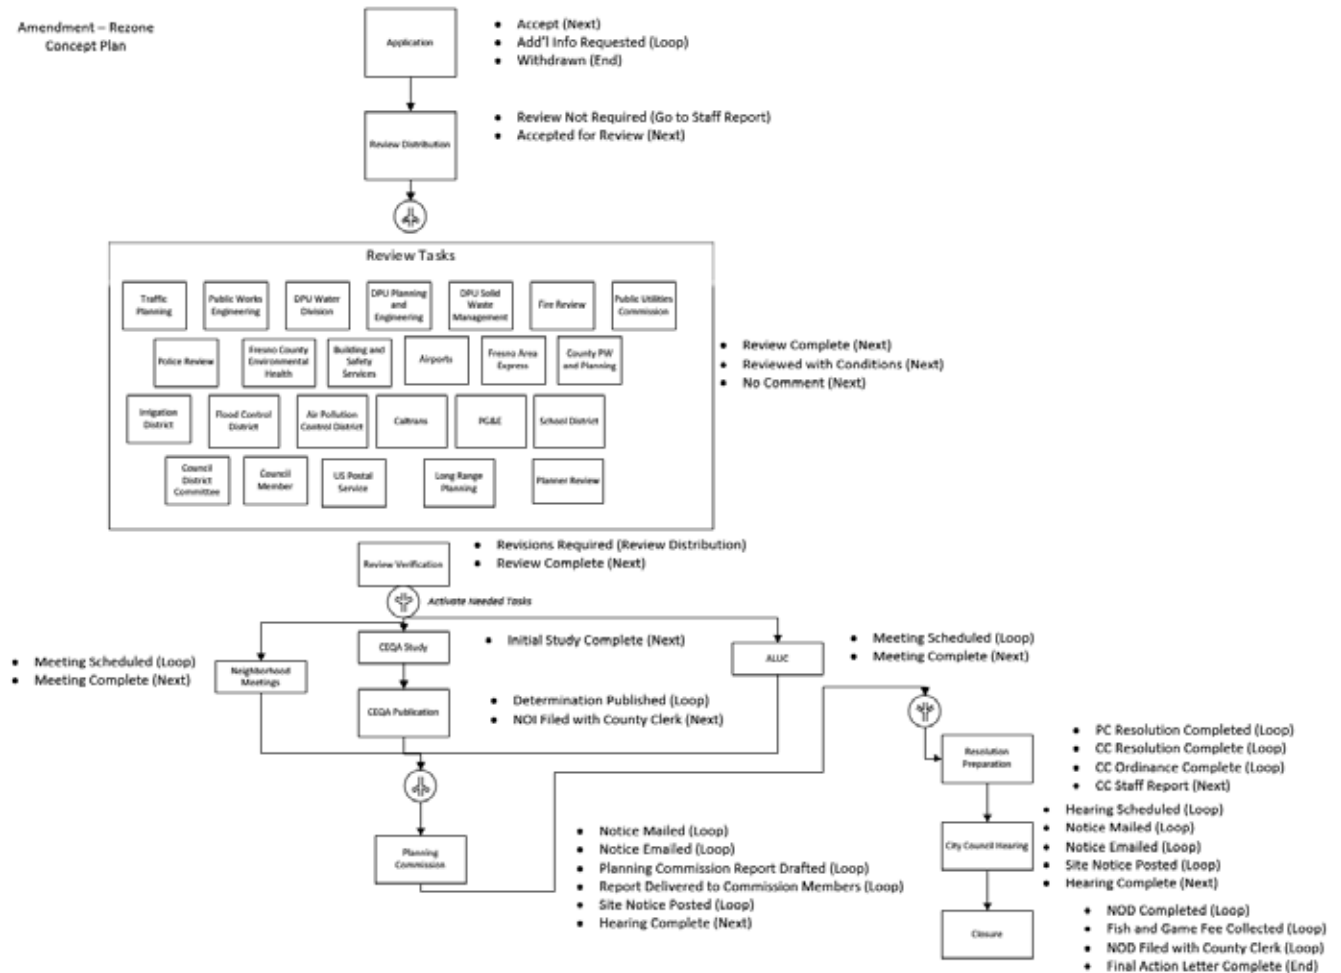 Amendment – Rezone
Concept Plan
Application
• Accept (Next)
• Add'l Info Requested (Loop)
• Withdrawn (End)
Review Distribution
• Review Not Required (Go to Staff Report)
• Accepted for Review (Next)
Review Tasks
Traffic
Planning
Public Works
Engineering
DPU Water
Division
DPU Planning
and
Engineering
DPU Solid
Waste
Management
Fire Review
Public Utilities
Commission
Police Review
Fresno County
Environmental
Health
Building and
Safety
Services
Airports
Fresno Area
Express
County PW
and Planning
• Review Complete (Next)
• Reviewed with Conditions (Next)
• No Comment (Next)
Irrigation
District
Flood Control
District
Air Pollution
Control District
Caltrans
PG&E
School District
Council
District
Committee
Council
Member
US Postal
Service
Long Range
Planning
Planner Review
Review Verification
• Revisions Required (Review Distribution)
• Review Complete (Next)
Activate Needed Tasks
• Meeting Scheduled (Loop)
• Meeting Complete (Next)
Neighborhood
Meetings
CEQA Study
• Initial Study Complete (Next)
ALUC
• Meeting Scheduled (Loop)
• Meeting Complete (Next)
CEQA Publication
• Determination Published (Loop)
• NOI Filed with County Clerk (Next)
Planning
Commission
• Notice Mailed (Loop)
• Notice Emailed (Loop)
• Planning Commission Report Drafted (Loop)
• Report Delivered to Commission Members (Loop)
• Site Notice Posted (Loop)
• Hearing Complete (Next)
Resolution
Preparation
• PC Resolution Completed (Loop)
• CC Resolution Complete (Loop)
• CC Ordinance Complete (Loop)
• CC Staff Report (Next)
City Council Hearing
• Hearing Scheduled (Loop)
• Notice Mailed (Loop)
• Notice Emailed (Loop)
• Site Notice Posted (Loop)
• Hearing Complete (Next)
Closure
• NOD Completed (Loop)
• Fish and Game Fee Collected (Loop)
• NOD Filed with County Clerk (Loop)
• Final Action Letter Complete (End)